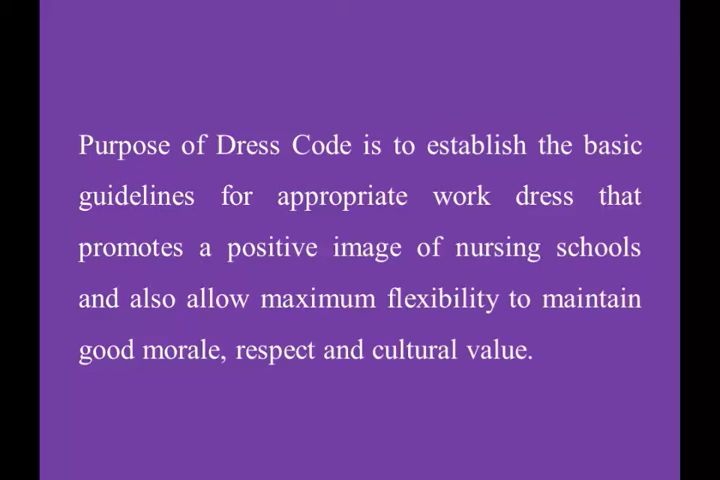 Purpose of Dress Code is to establish the basic
guidelines for appropriate work dress that
promotes a positive image of nursing schools
and also allow maximum flexibility to maintain
good morale, respect and cultural value.